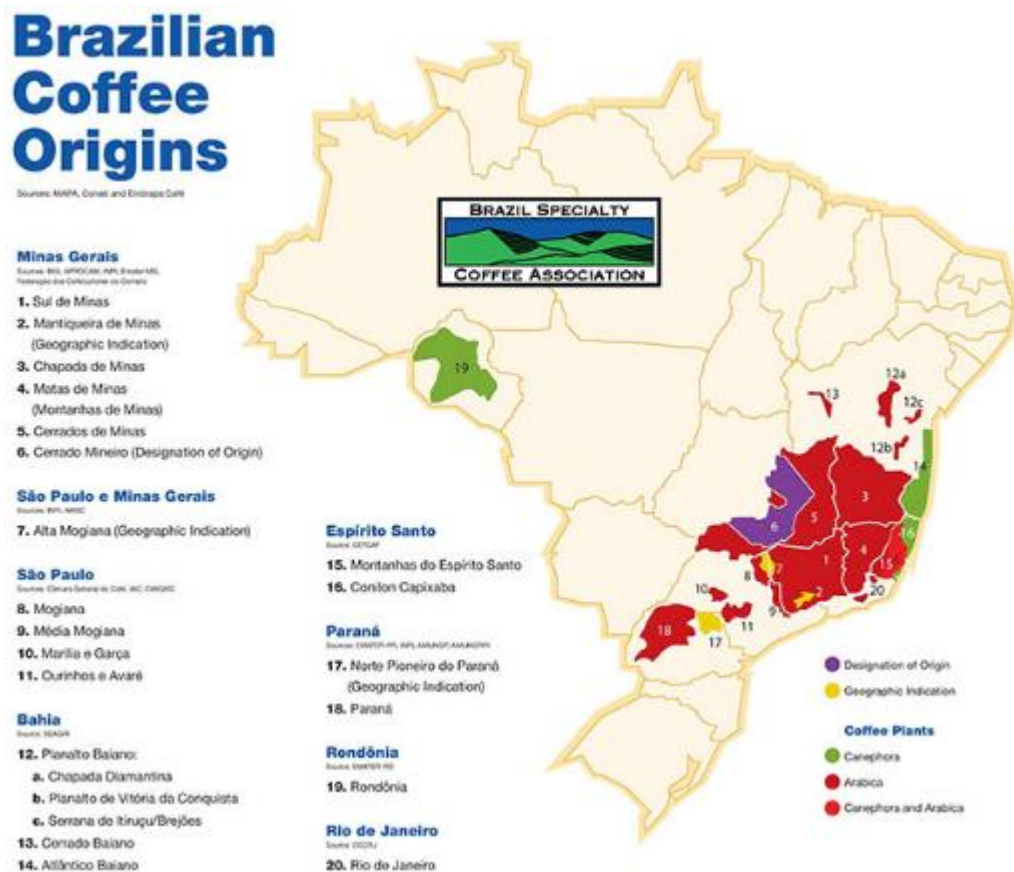 Brazilian
Coffee
Origins
Sources: MAPA, Conab and Embrapa Café
BRAZIL SPECIALTY
COFFEE ASSOCIATION
Minas Gerais
1. Sul de Minas
2. Mantiqueira de Minas
(Geographic Indication)
3. Chapada de Minas
4. Matas de Minas
(Montanhas de Minas)
5. Cerrados de Minas
6. Cerrado Mineiro (Designation of Origin)
São Paulo e Minas Gerais
7. Alta Mogiana (Geographic Indication)
São Paulo
8. Mogiana
9. Média Mogiana
10. Marília e Garça
11. Ourinhos e Avaré
Bahia
12. Planalto Baiano:
a. Chapada Diamantina
b. Planalto de Vitória da Conquista
c. Serrana de Itiruçu/Brejões
13. Cerrado Baiano
14. Atlântico Baiano
Espírito Santo
15. Montanhas do Espírito Santo
16. Conilon Capixaba
Paraná
17. Norte Pioneiro do Paraná
(Geographic Indication)
18. Paraná
Rondônia
19. Rondônia
Rio de Janeiro
20. Rio de Janeiro
19
13
12a
12c
12b
14
3
5
6
16
4
15
1
7
8
2
20
10
9
11
18
17
Designation of Origin
Geographic Indication
Coffee Plants
Canephora
Arabica
Canephora and Arabica